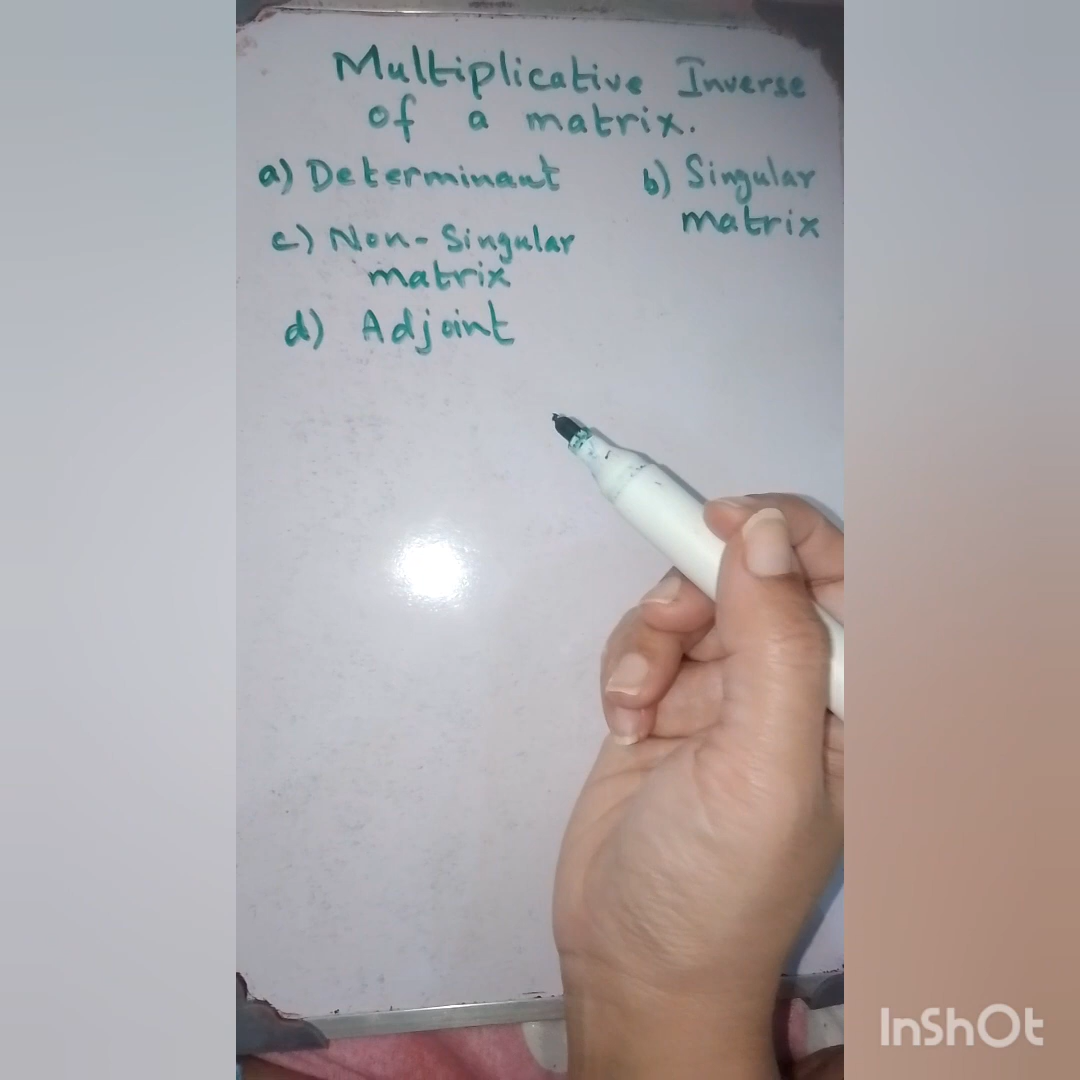 Multiplicative Inverse
of a matrix.
a) Determinant b) Singular
matrix
c) Non-Singular
matrix
d) Adjoint
InShOt